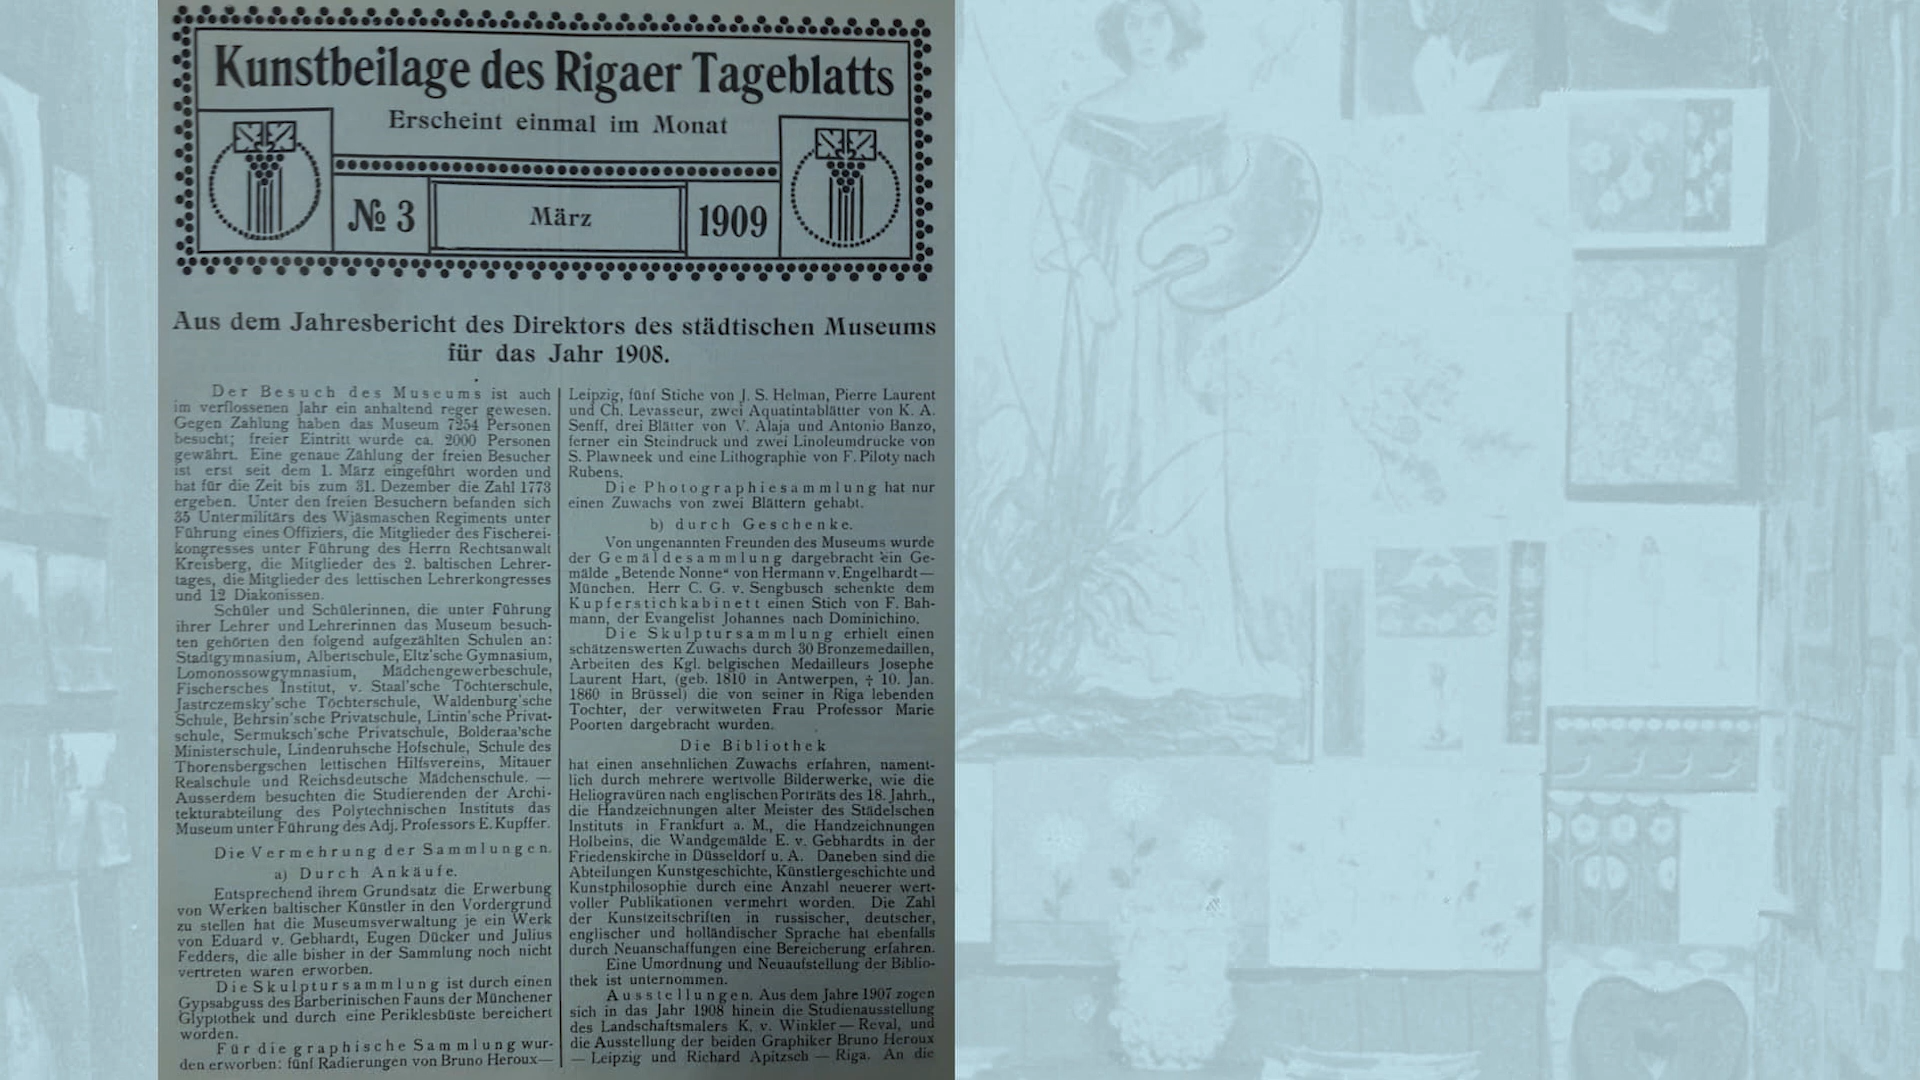 Kunstbeilage des Rigaer Tageblatts
Erscheint einmal im Monat
№ 3
März
1909
Aus dem Jahresbericht des Direktors des städtischen Museums
für das Jahr 1908.
Der Besuch des Museums ist auch
im verflossenen Jahr ein anhaltend reger gewesen.
Gegen Zahlung haben das Museum 7254 Personen
besucht; freier Eintritt wurde ca. 2000 Personen
gewährt. Eine genaue Zählung der freien Besucher
ist erst seit dem 1. März eingeführt worden und
hat für die Zeit bis zum 31. Dezember die Zahl 1773
ergeben. Unter den freien Besuchern befanden sich
35 Untermilitärs des Wjäsmaschen Regiments unter
Führung eines Offiziers, die Mitglieder des Fischerei-
kongresses unter Führung des Herrn Rechtsanwalt
Kreisberg, die Mitglieder des 2. baltischen Lehrer-
tages, die Mitglieder des lettischen Lehrerkongresses
und 12 Diakonissen.
Schüler und Schülerinnen, die unter Führung
ihrer Lehrer und Lehrerinnen das Museum besuch-
ten gehörten den folgend aufgezählten Schulen an:
Stadtgymnasium, Albertschule, Eltz'sche Gymnasium,
Lomonossowgymnasium, Mädchengewerbeschule,
Fischersches Institut, v. Staal'sche Töchterschule,
Jastrczemsky'sche Töchterschule, Waldenburg'sche
Schule, Behrsin'sche Privatschule, Lintin'sche Privat-
schule, Sermuksch'sche Privatschule, Bolderaa'sche
Ministerschule, Lindenruhsche Hofschule, Schule des
Thorensbergschen lettischen Hilfsvereins, Mitauer
Realschule und Reichsdeutsche Mädchenschule. —
Ausserdem besuchten die Studierenden der Archi-
tekturabteilung des Polytechnischen Instituts das
Museum unter Führung des Adj. Professors E. Kupffer.
Die Vermehrung der Sammlungen.
a) Durch Ankäufe.
Entsprechend ihrem Grundsatz die Erwerbung
von Werken baltischer Künstler in den Vordergrund
zu stellen hat die Museumsverwaltung je ein Werk
von Eduard v. Gebhardt, Eugen Dücker und Julius
Fedders, die alle bisher in der Sammlung noch nicht
vertreten waren erworben.
Die Skulptursammlung ist durch einen
Gypsabguss des Barberinischen Fauns der Münchener
Glyptothek und durch eine Periklesbüste bereichert
worden.
Für die graphische Sammlung wur-
den erworben: fünf Radierungen von Bruno Heroux—
Leipzig, fünf Stiche von J. S. Helman, Pierre Laurent
und Ch. Levasseur, zwei Aquatintablätter von K. A.
Senff, drei Blätter von V. Alaja und Antonio Banzo,
ferner ein Steindruck und zwei Linoleumdrucke von
S. Plawneek und eine Lithographie von F. Piloty nach
Rubens.
Die Photographiesammlung hat nur
einen Zuwachs von zwei Blättern gehabt.
b) durch Geschenke.
Von ungenannten Freunden des Museums wurde
der Gemäldesammlung dargebracht ein Ge-
mälde „Betende Nonne“ von Hermann v. Engelhardt—
München. Herr C. G. v. Sengbusch schenkte dem
Kupferstichkabinett einen Stich von F. Bah-
mann, der Evangelist Johannes nach Dominichino.
Die Skulptursammlung erhielt einen
schätzenswerten Zuwachs durch 30 Bronzemedaillen,
Arbeiten des Kgl. belgischen Medailleurs Josephe
Laurent Hart, (geb. 1810 in Antwerpen, † 10. Jan.
1860 in Brüssel) die von seiner in Riga lebenden
Tochter, der verwitweten Frau Professor Marie
Poorten dargebracht wurden.
Die Bibliothek
hat einen ansehnlichen Zuwachs erfahren, nament-
lich durch mehrere wertvolle Bilderwerke, wie die
Heliogravüren nach englischen Porträts des 18. Jahrh.,
die Handzeichnungen alter Meister des Städelschen
Instituts in Frankfurt a. M., die Handzeichnungen
Holbeins, die Wandgemälde E. v. Gebhardts in der
Friedenskirche in Düsseldorf u. A. Daneben sind die
Abteilungen Kunstgeschichte, Künstlergeschichte und
Kunstphilosophie durch eine Anzahl neuerer wert-
voller Publikationen vermehrt worden. Die Zahl
der Kunstzeitschriften in russischer, deutscher,
englischer und holländischer Sprache hat ebenfalls
durch Neuanschaffungen eine Bereicherung erfahren.
Eine Umordnung und Neuaufstellung der Biblio-
thek ist unternommen.
Ausstellungen. Aus dem Jahre 1907 zogen
sich in das Jahr 1908 hinein die Studienausstellung
des Landschaftsmalers K. v. Winkler — Reval, und
die Ausstellung der beiden Graphiker Bruno Heroux
— Leipzig und Richard Apitzsch — Riga. An die